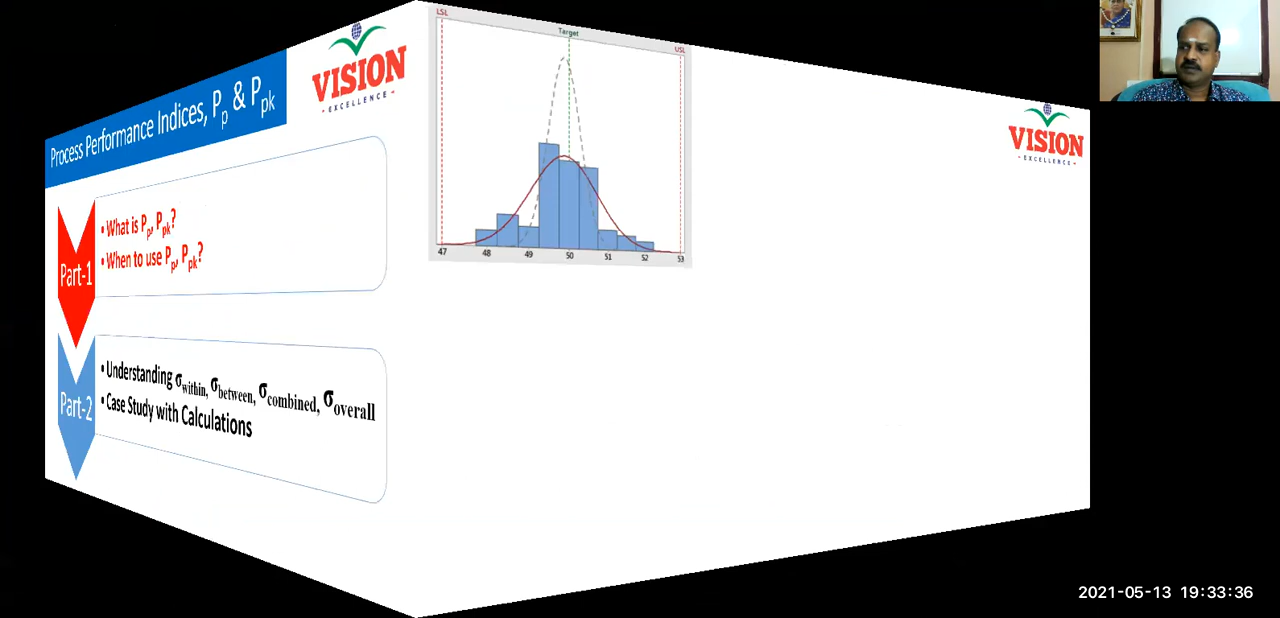 Process Performance Indices, Pp & Ppk
VISION
- EXCELLENCE -
Part-1
• What is Pp, Ppk?
• When to use Pp, Ppk?
Part-2
• Understanding σwithin, σbetween, σcombined, σoverall
• Case Study with Calculations
LSL
Target
USL
47 48 49 50 51 52 53
VISION
- EXCELLENCE -
2021-05-13 19:33:36